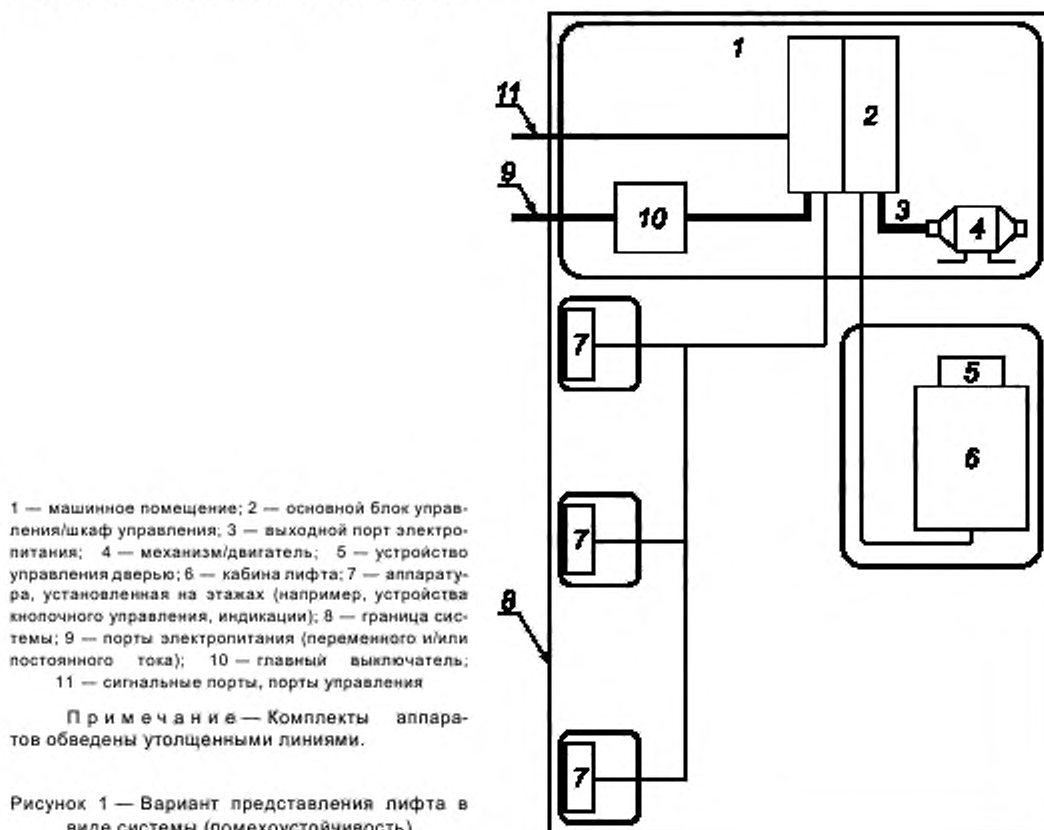 1
11
2
9
10
3
4
7
5
6
7
8
7
1 — машинное помещение; 2 — основной блок управ-
ления/шкаф управления; 3 — выходной порт электро-
питания; 4 — механизм/двигатель; 5 — устройство
управления дверью; 6 — кабина лифта; 7 — аппарату-
ра, установленная на этажах (например, устройства
кнопочного управления, индикации); 8 — граница сис-
темы; 9 — порты электропитания (переменного и/или
постоянного тока); 10 — главный выключатель;
11 — сигнальные порты, порты управления
Примечание — Комплекты аппара-
тов обведены утолщенными линиями.
Рисунок 1 — Вариант представления лифта в
виде системы (помехоустойчивость)